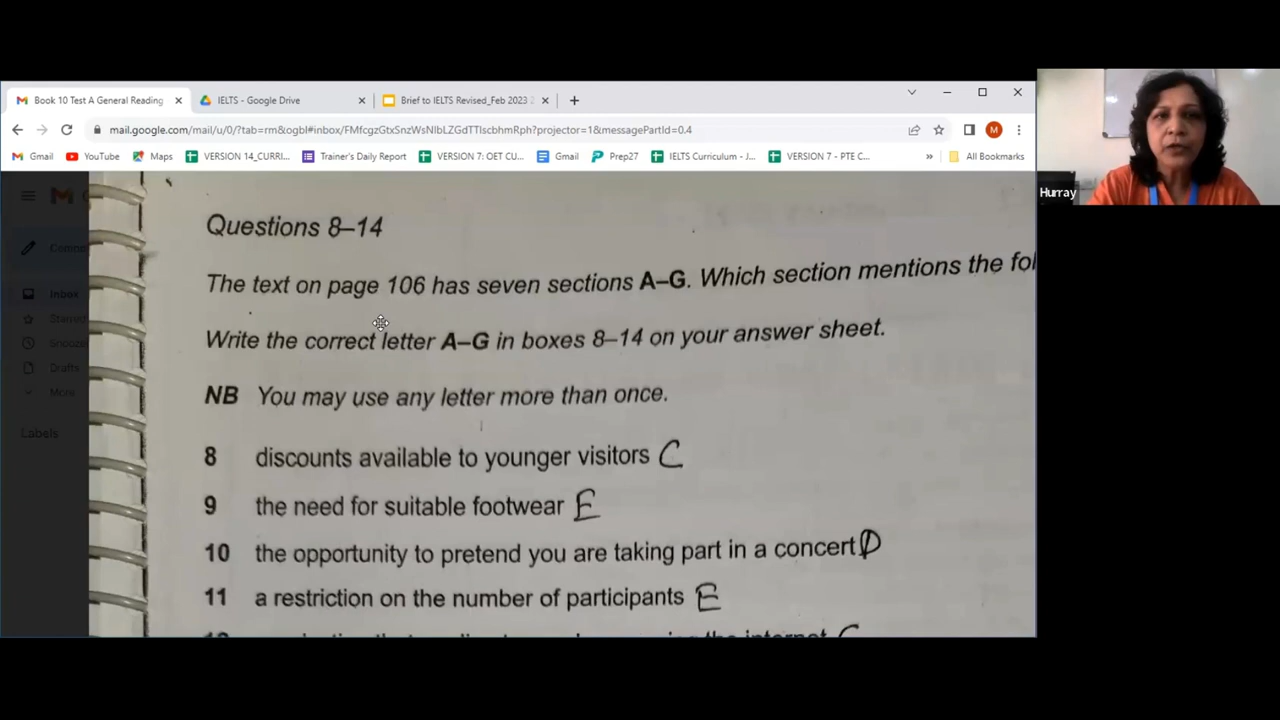 Book 10 Test A General Reading
IELTS - Google Drive
Brief to IELTS Revised_Feb 2023
mail.google.com/mail/u/0/?tab=rm&ogbl#inbox/FMfcgzGtxSnzWsNlbLZGdTTlscbhmRph?projector=1&messagePartId=0.4
M
Gmail YouTube Maps VERSION 14_CURRI... Trainer's Daily Report VERSION 7: OET CU... Gmail Prep27 IELTS Curriculum - J... VERSION 7 - PTE C... » All Bookmarks
Hurray
Inbox
Drafts
More
Labels
Questions 8–14
The text on page 106 has seven sections A–G. Which section mentions the
Write the correct letter A–G in boxes 8–14 on your answer sheet.
NB You may use any letter more than once.
8 discounts available to younger visitors C
9 the need for suitable footwear E
10 the opportunity to pretend you are taking part in a concert D
11 a restriction on the number of participants E